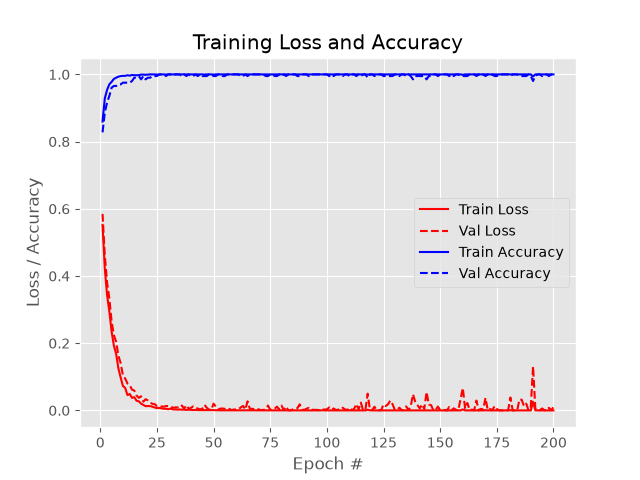 Training Loss and Accuracy
Loss / Accuracy
1.0
0.8
0.6
0.4
0.2
0.0
Train Loss
Val Loss
Train Accuracy
Val Accuracy
0 25 50 75 100 125 150 175 200
Epoch #